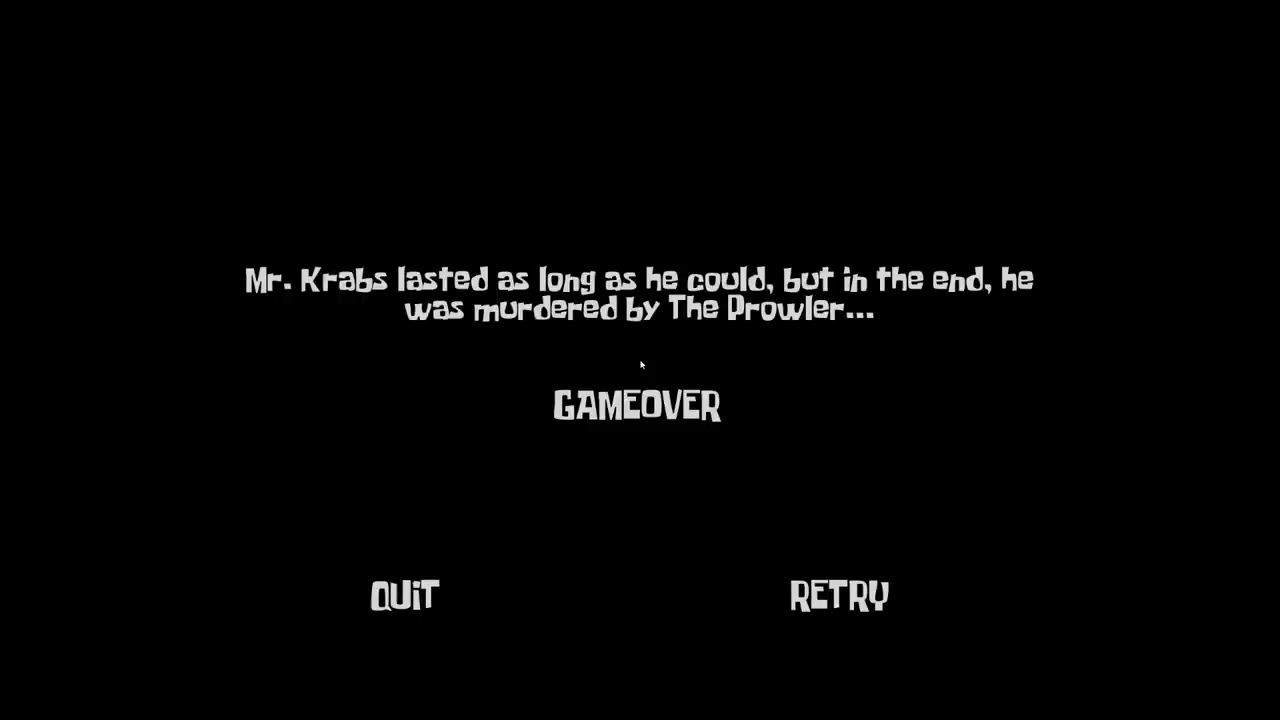 Mr. Krabs lasted as long as he could, but in the end, he
was murdered by The Prowler...
GAMEOVER
QUiT
RETRY